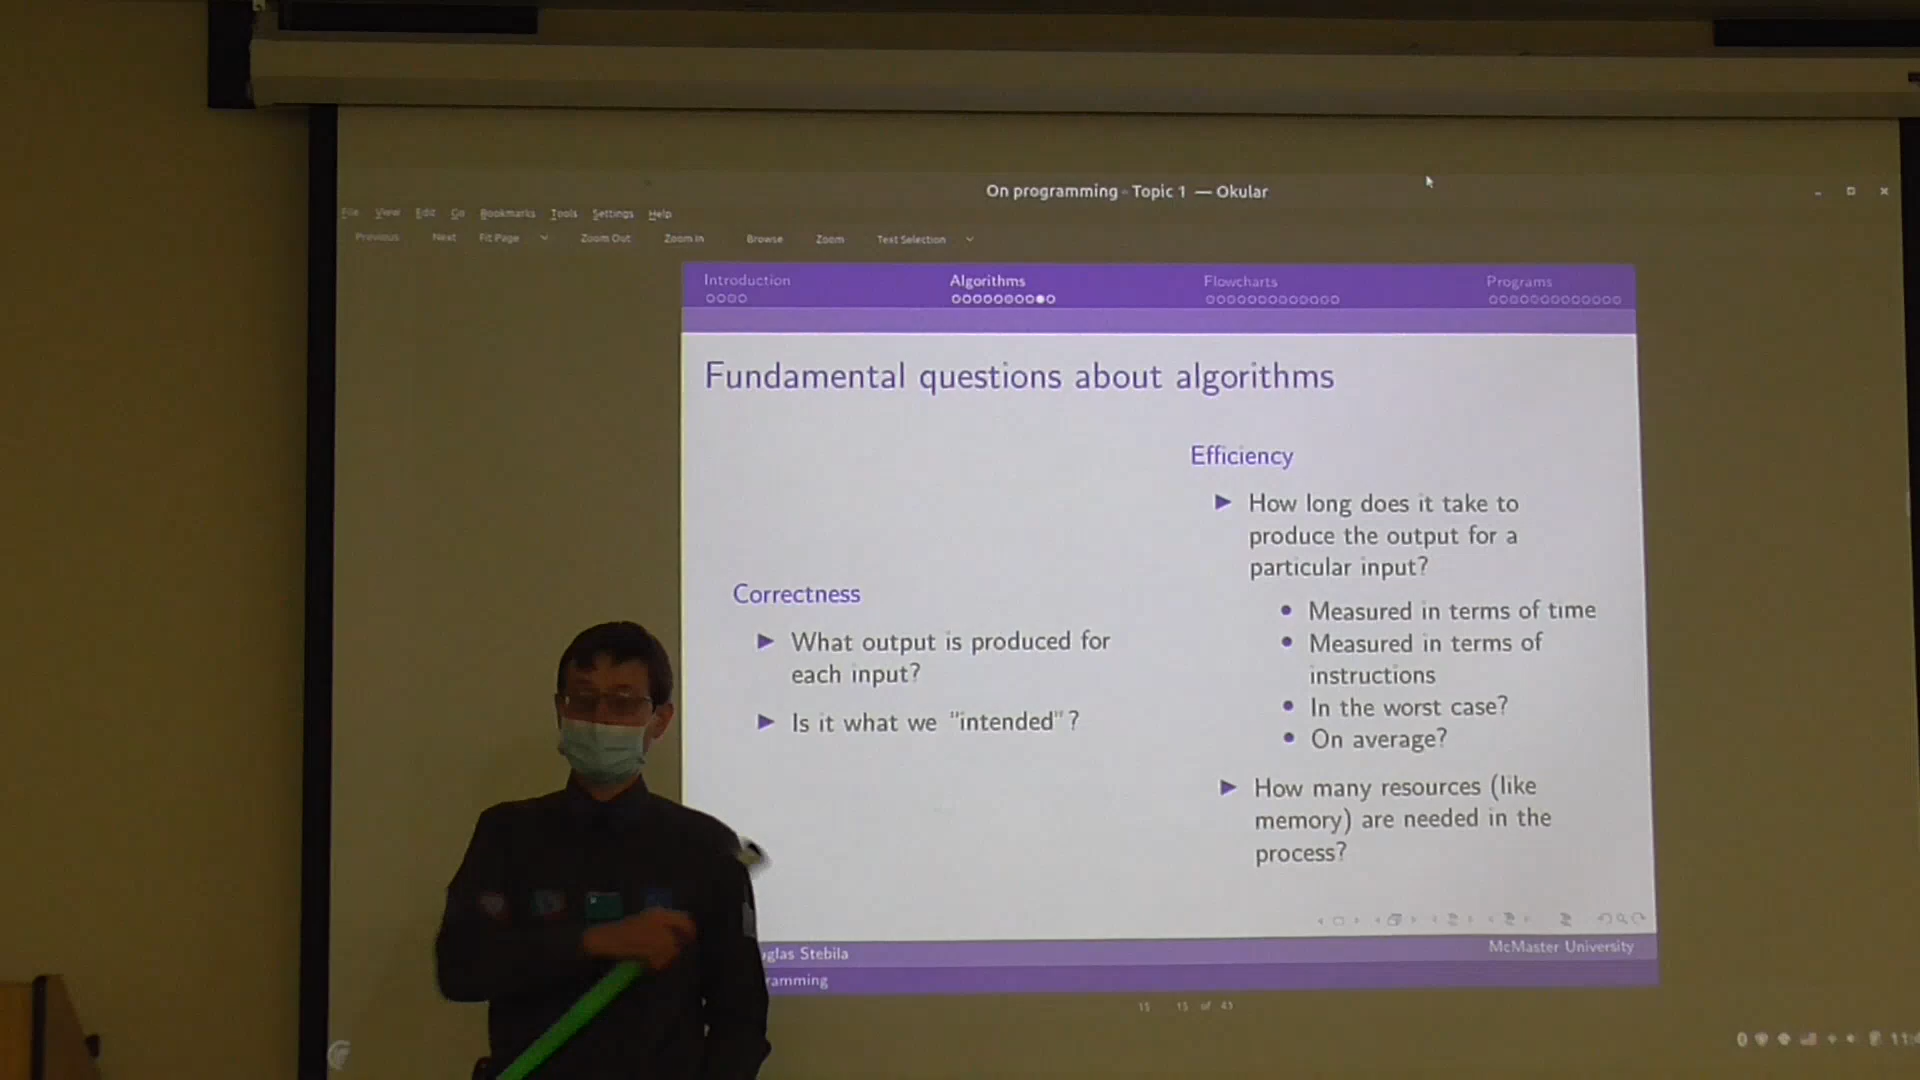 On programming - Topic 1 — Okular
File View Edit Go Bookmarks Tools Settings Help
Previous Next Fit Page Zoom Out Zoom In Browse Zoom Text Selection
Introduction Algorithms Flowcharts Programs
Fundamental questions about algorithms
Correctness
▶ What output is produced for
each input?
▶ Is it what we "intended"?
Efficiency
▶ How long does it take to
produce the output for a
particular input?
• Measured in terms of time
• Measured in terms of
instructions
• In the worst case?
• On average?
▶ How many resources (like
memory) are needed in the
process?
glas Stebila McMaster University
ramming
15 15 of 43